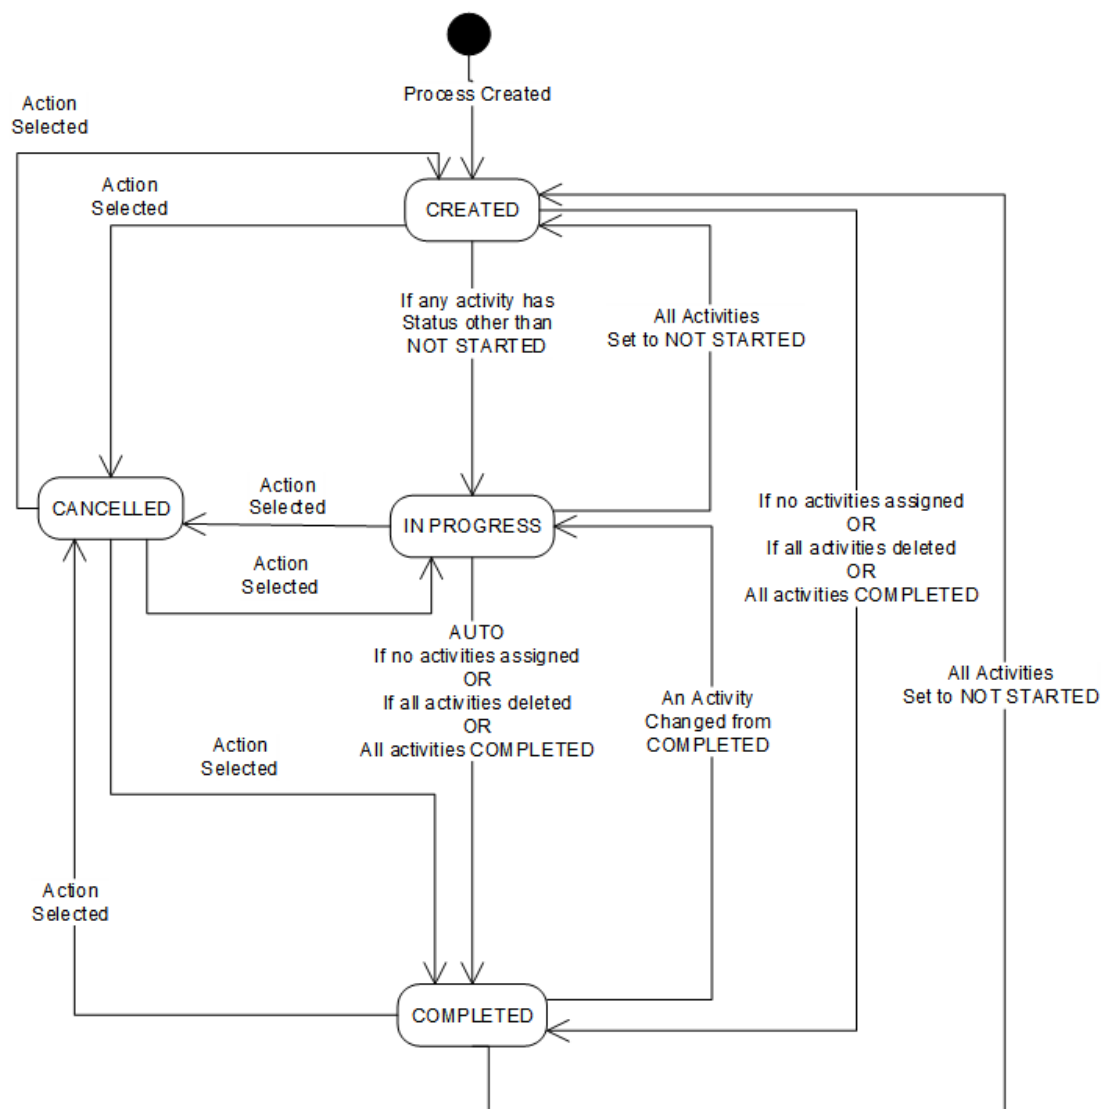 Process Created
Action
Selected
Action
Selected
CREATED
If any activity has
Status other than
NOT STARTED
All Activities
Set to NOT STARTED
CANCELLED
Action
Selected
IN PROGRESS
If no activities assigned
OR
If all activities deleted
OR
All activities COMPLETED
Action
Selected
AUTO
If no activities assigned
OR
If all activities deleted
OR
All activities COMPLETED
An Activity
Changed from
COMPLETED
All Activities
Set to NOT STARTED
Action
Selected
Action
Selected
COMPLETED